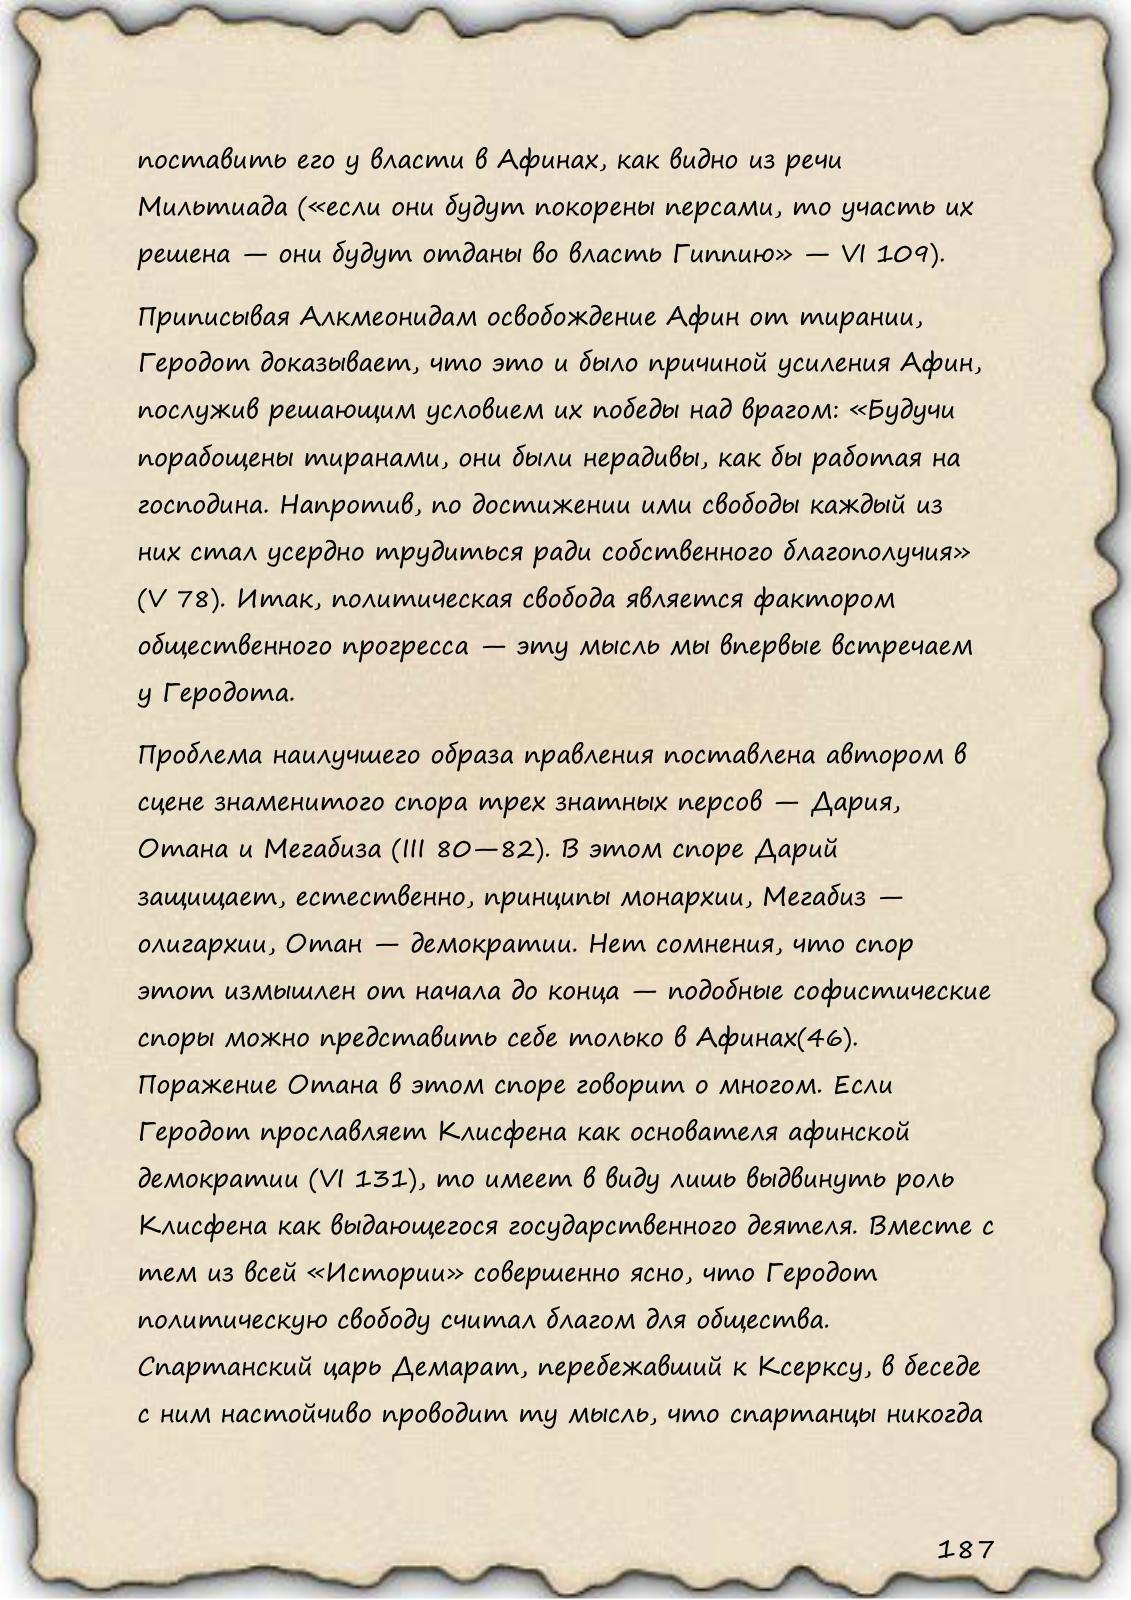 поставить его у власти в Афинах, как видно из речи
Мильтиада («если они будут покорены персами, то участь их
решена — они будут отданы во власть Гиппию» — VI 109).
Приписывая Алкмеонидам освобождение Афин от тирании,
Геродот доказывает, что это и было причиной усиления Афин,
послужив решающим условием их победы над врагом: «Будучи
порабощены тиранами, они были нерадивы, как бы работая на
господина. Напротив, по достижении ими свободы каждый из
них стал усердно трудиться ради собственного благополучия»
(V 78). Итак, политическая свобода является фактором
общественного прогресса — эту мысль мы впервые встречаем
у Геродота.
Проблема наилучшего образа правления поставлена автором в
сцене знаменитого спора трех знатных персов — Дария,
Отана и Мегабиза (III 80—82). В этом споре Дарий
защищает, естественно, принципы монархии, Мегабиз —
олигархии, Отан — демократии. Нет сомнения, что спор
этот измышлен от начала до конца — подобные софистические
споры можно представить себе только в Афинах(46).
Поражение Отана в этом споре говорит о многом. Если
Геродот прославляет Клисфена как основателя афинской
демократии (VI 131), то имеет в виду лишь выдвинуть роль
Клисфена как выдающегося государственного деятеля. Вместе с
тем из всей «Истории» совершенно ясно, что Геродот
политическую свободу считал благом для общества.
Спартанский царь Демарат, перебежавший к Ксерксу, в беседе
с ним настойчиво проводит ту мысль, что спартанцы никогда
187